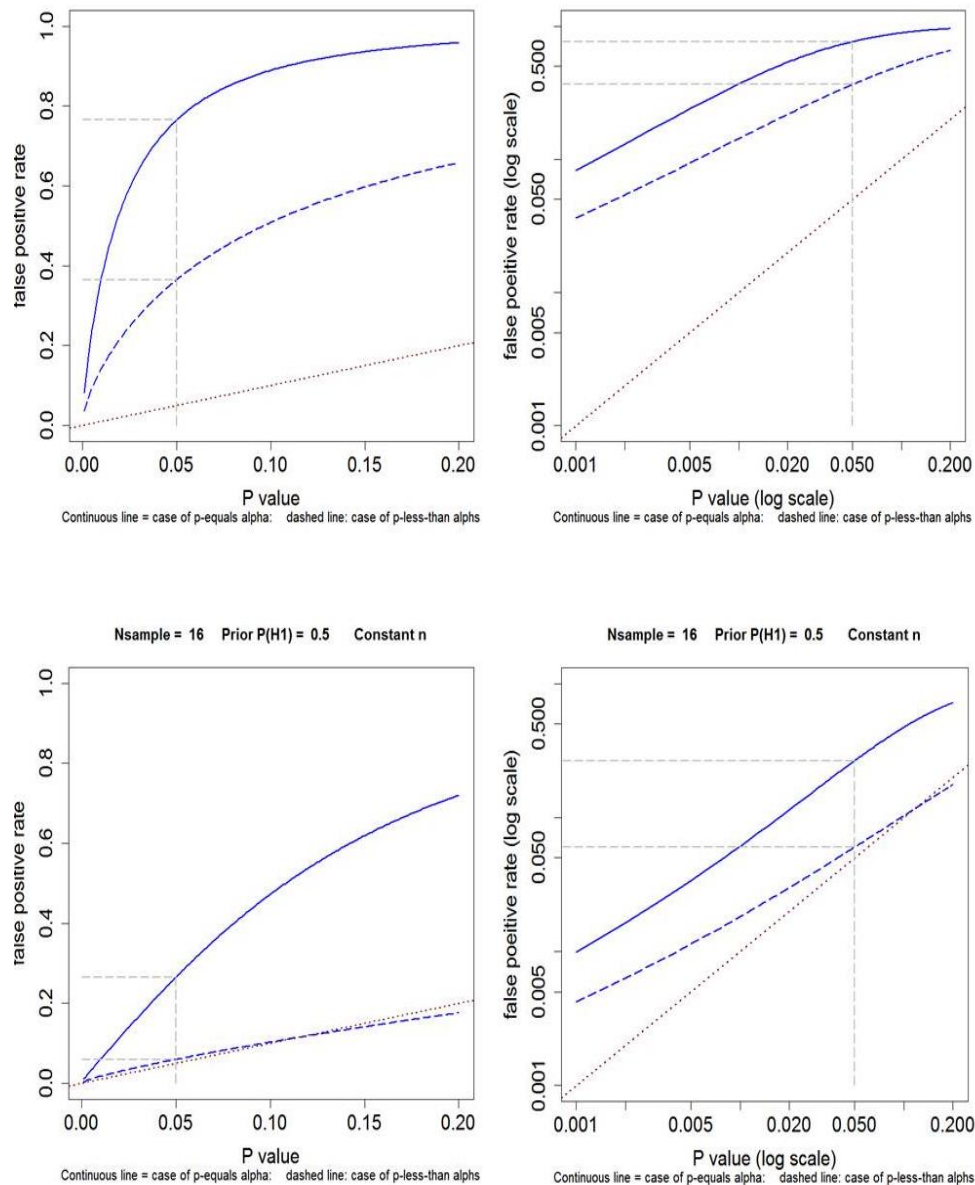 false positive rate
0.0
0.2
0.4
0.6
0.8
1.0
0.00 0.05 0.10 0.15 0.20
P value
Continuous line = case of p-equals alpha: dashed line: case of p-less-than alphs
false poeitive rate (log scale)
0.001
0.005
0.050
0.500
0.001 0.005 0.020 0.050 0.200
P value (log scale)
Continuous line = case of p-equals alpha: dashed line: case of p-less-than alphs
Nsample = 16 Prior P(H1) = 0.5 Constant n
false positive rate
0.0
0.2
0.4
0.6
0.8
1.0
0.00 0.05 0.10 0.15 0.20
P value
Continuous line = case of p-equals alpha: dashed line: case of p-less-than alphs
Nsample = 16 Prior P(H1) = 0.5 Constant n
false poeitive rate (log scale)
0.001
0.005
0.050
0.500
0.001 0.005 0.020 0.050 0.200
P value (log scale)
Continuous line = case of p-equals alpha: dashed line: case of p-less-than alphs